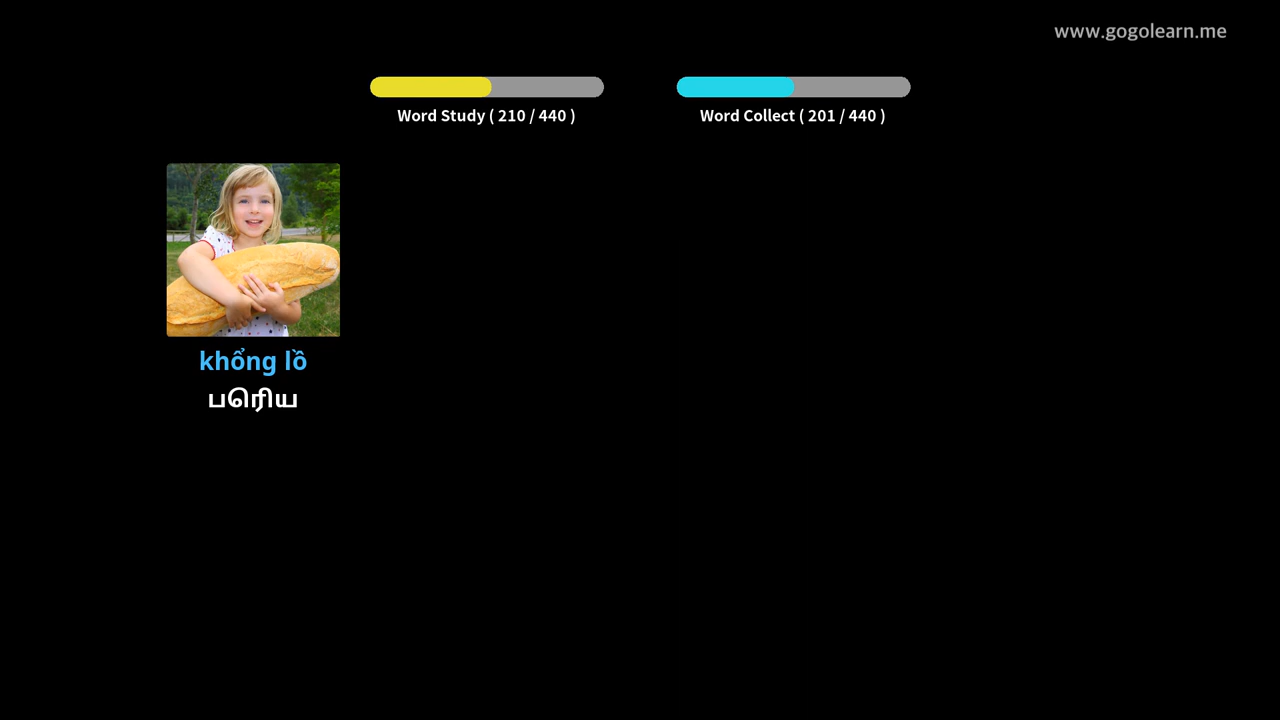 www.gogolearn.me
Word Study ( 210 / 440 )
Word Collect ( 201 / 440 )
khổng lồ
பெரிய